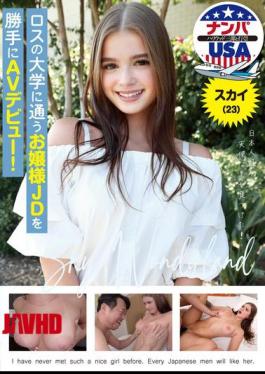 ナンパ
USA
スカイ
(23)
ロスの大学に通うお嬢様JDを
勝手にAVデビュー！
Sky Wonderland
JAVHD
I have never met such a nice girl before. Every Japanese men will like her.